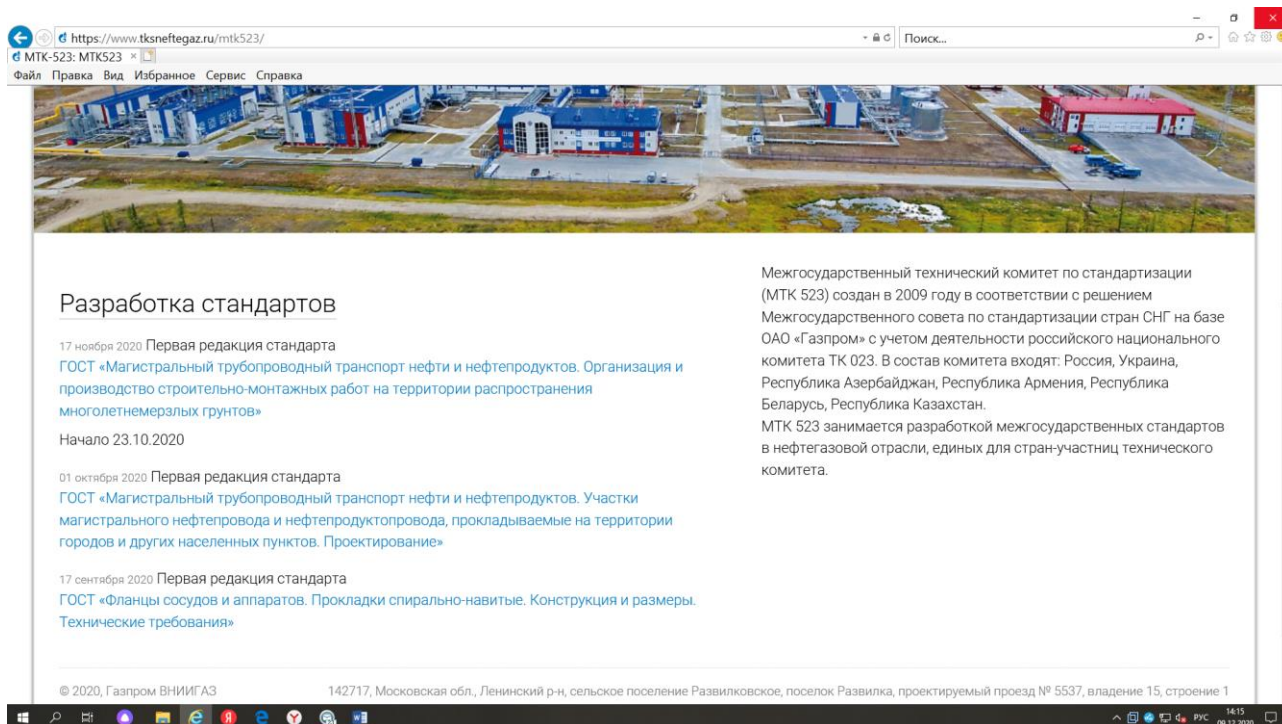 https://www.tksneftegaz.ru/mtk523/
Поиск...
МТК-523: МТК523
Файл Правка Вид Избранное Сервис Справка
Разработка стандартов
17 ноября 2020 Первая редакция стандарта
ГОСТ «Магистральный трубопроводный транспорт нефти и нефтепродуктов. Организация и
производство строительно-монтажных работ на территории распространения
многолетнемерзлых грунтов»
Начало 23.10.2020
01 октября 2020 Первая редакция стандарта
ГОСТ «Магистральный трубопроводный транспорт нефти и нефтепродуктов. Участки
магистрального нефтепровода и нефтепродуктопровода, прокладываемые на территории
городов и других населенных пунктов. Проектирование»
17 сентября 2020 Первая редакция стандарта
ГОСТ «Фланцы сосудов и аппаратов. Прокладки спирально-навитые. Конструкция и размеры.
Технические требования»
Межгосударственный технический комитет по стандартизации
(МТК 523) создан в 2009 году в соответствии с решением
Межгосударственного совета по стандартизации стран СНГ на базе
ОАО «Газпром» с учетом деятельности российского национального
комитета ТК 023. В состав комитета входят: Россия, Украина,
Республика Азербайджан, Республика Армения, Республика
Беларусь, Республика Казахстан.
МТК 523 занимается разработкой межгосударственных стандартов
в нефтегазовой отрасли, единых для стран-участниц технического
комитета.
© 2020, Газпром ВНИИГАЗ
142717, Московская обл., Ленинский р-н, сельское поселение Развилковское, поселок Развилка, проектируемый проезд № 5537, владение 15, строение 1
РУС
14:15
09.12.2020